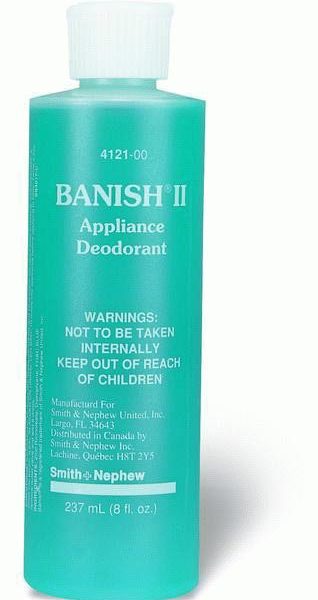 4121-00
BANISH® II
Appliance
Deodorant
WARNINGS:
NOT TO BE TAKEN
INTERNALLY
KEEP OUT OF REACH
OF CHILDREN
Manufacturd For
Smith & Nephew United, Inc.
Largo, FL 34643
Distributed in Canada by
Smith & Nephew Inc.
Lachine, Québec H8T 2Y5
Smith+Nephew
237 mL (8 fl. oz.)